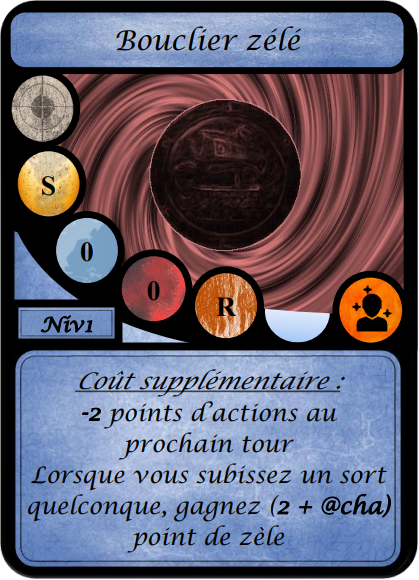 Bouclier zélé
S
0
0
R
Niv1
Coût supplémentaire :
-2 points d'actions au
prochain tour
Lorsque vous subissez un sort
quelconque, gagnez (2 + @cha)
point de zèle